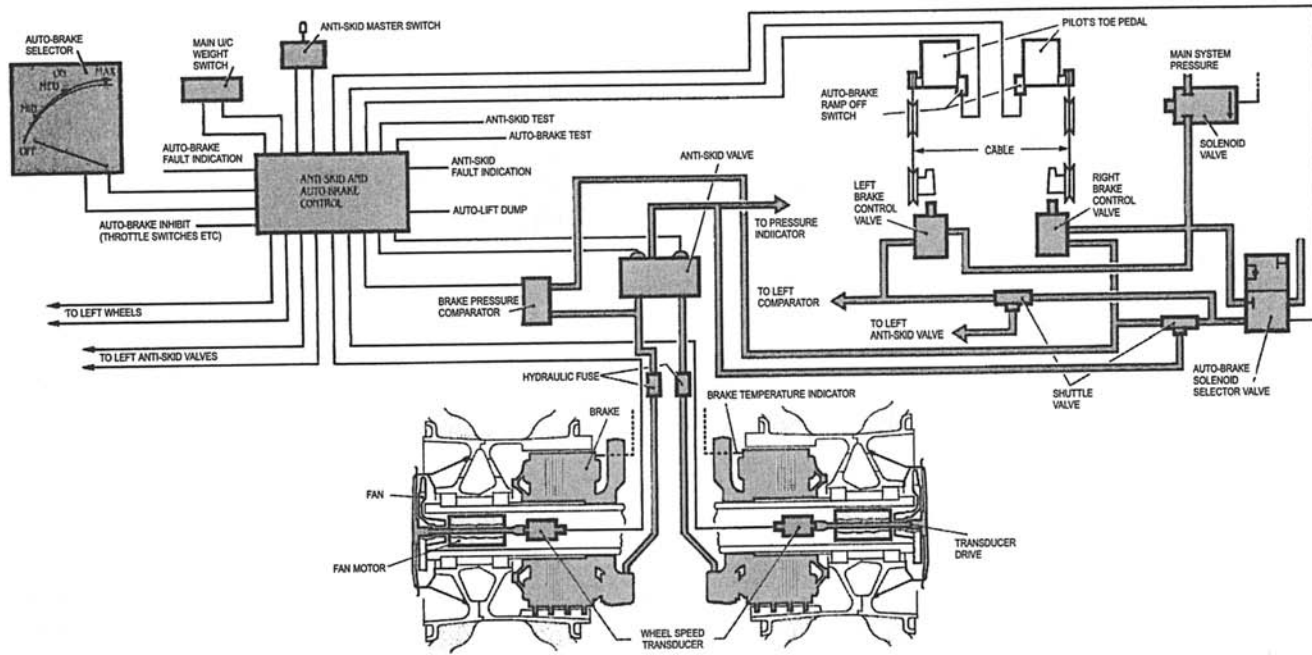 ANTI-SKID MASTER SWITCH
AUTO-BRAKE
SELECTOR
MAIN U/C
WEIGHT
SWITCH
MAX
MED
MIN
OFF
PILOT'S TOE PEDAL
MAIN SYSTEM
PRESSURE
AUTO-BRAKE
RAMP OFF
SWITCH
SOLENOID
VALVE
ANTI-SKID TEST
AUTO-BRAKE TEST
AUTO-BRAKE
FAULT INDICATION
ANTI-SKID
FAULT INDICATION
ANTI-SKID VALVE
CABLE
ANTI SKID AND
AUTO-BRAKE
CONTROL
LEFT
BRAKE
CONTROL
VALVE
RIGHT
BRAKE
CONTROL
VALVE
AUTO-LIFT DUMP
AUTO-BRAKE INHIBIT
(THROTTLE SWITCHES ETC)
TO PRESSURE
INDIICATOR
BRAKE PRESSURE
COMPARATOR
TO LEFT
COMPARATOR
TO LEFT WHEELS
TO LEFT
ANTI-SKID VALVE
TO LEFT ANTI-SKID VALVES
AUTO-BRAKE
SOLENOID
SELECTOR VALVE
SHUTTLE
VALVE
HYDRAULIC FUSE
BRAKE TEMPERATURE INDICATOR
BRAKE
FAN
FAN MOTOR
TRANSDUCER
DRIVE
WHEEL SPEED
TRANSDUCER